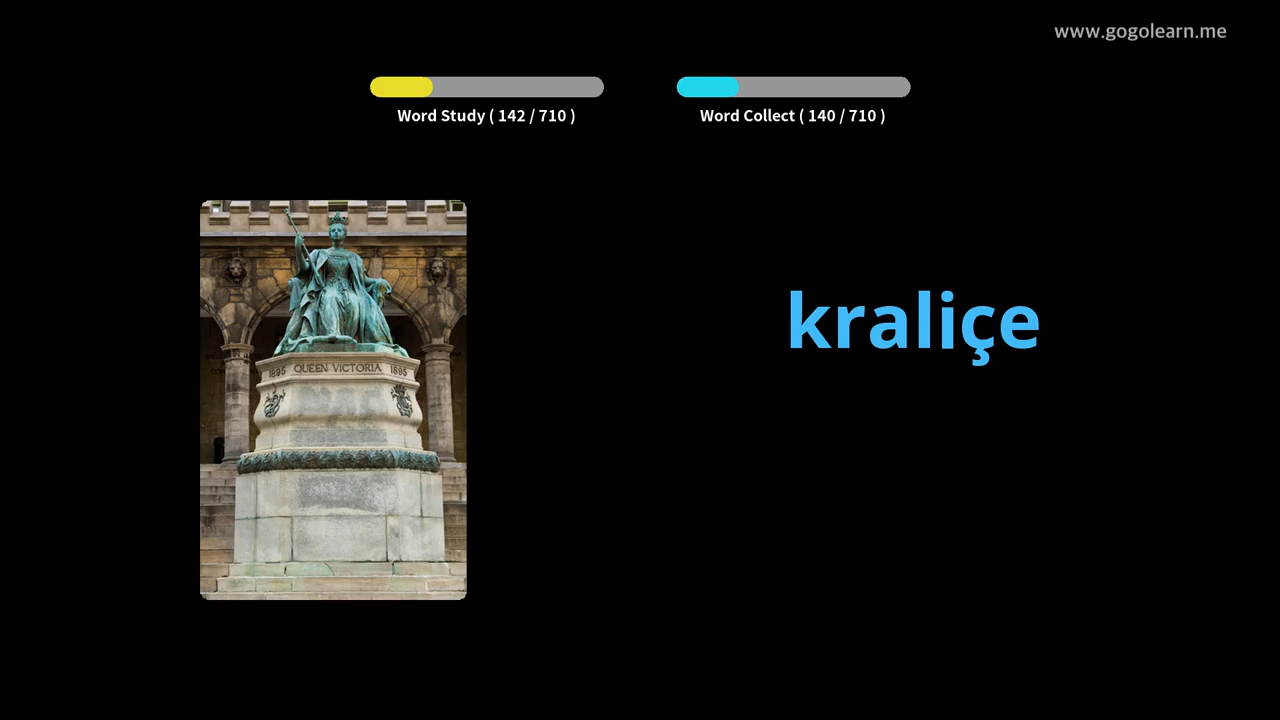 www.gogolearn.me
Word Study ( 142 / 710 )
Word Collect ( 140 / 710 )
kraliçe
1895 QUEEN VICTORIA 1895